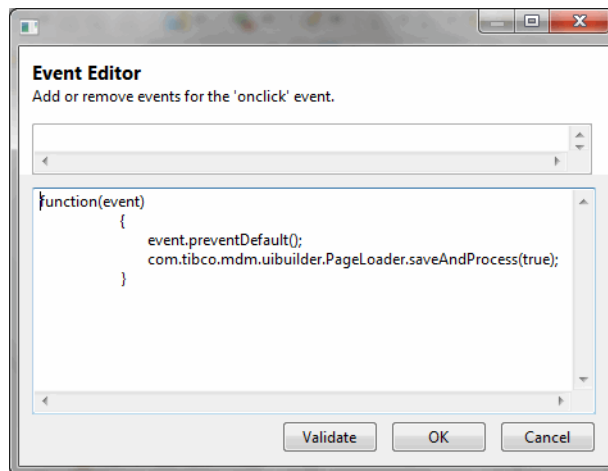 Event Editor
Add or remove events for the 'onclick' event.
function(event)
{
event.preventDefault();
com.tibco.mdm.uibuilder.PageLoader.saveAndProcess(true);
}
Validate OK Cancel